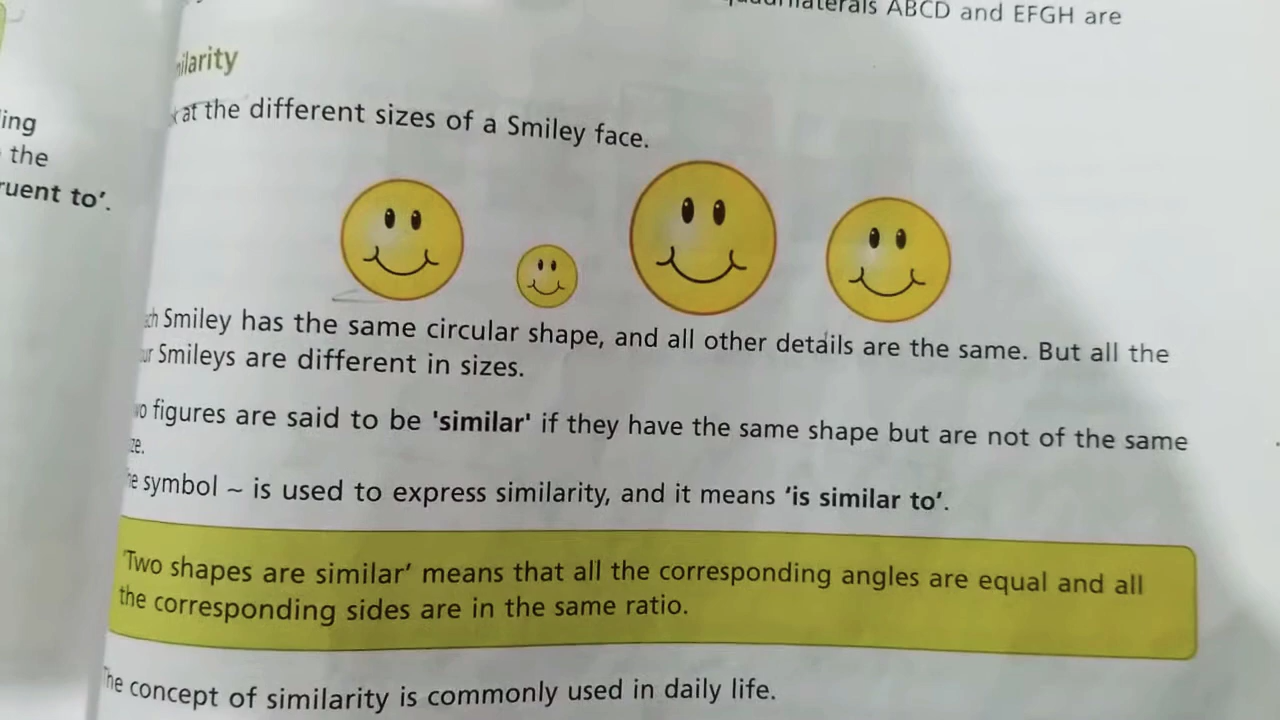 ABCD and EFGH are
ing
the
ruent to'.
ilarity
at the different sizes of a Smiley face.
Smiley has the same circular shape, and all other details are the same. But all the
Smileys are different in sizes.
figures are said to be 'similar' if they have the same shape but are not of the same
ze.
symbol ~ is used to express similarity, and it means 'is similar to'.
'Two shapes are similar' means that all the corresponding angles are equal and all
the corresponding sides are in the same ratio.
The concept of similarity is commonly used in daily life.